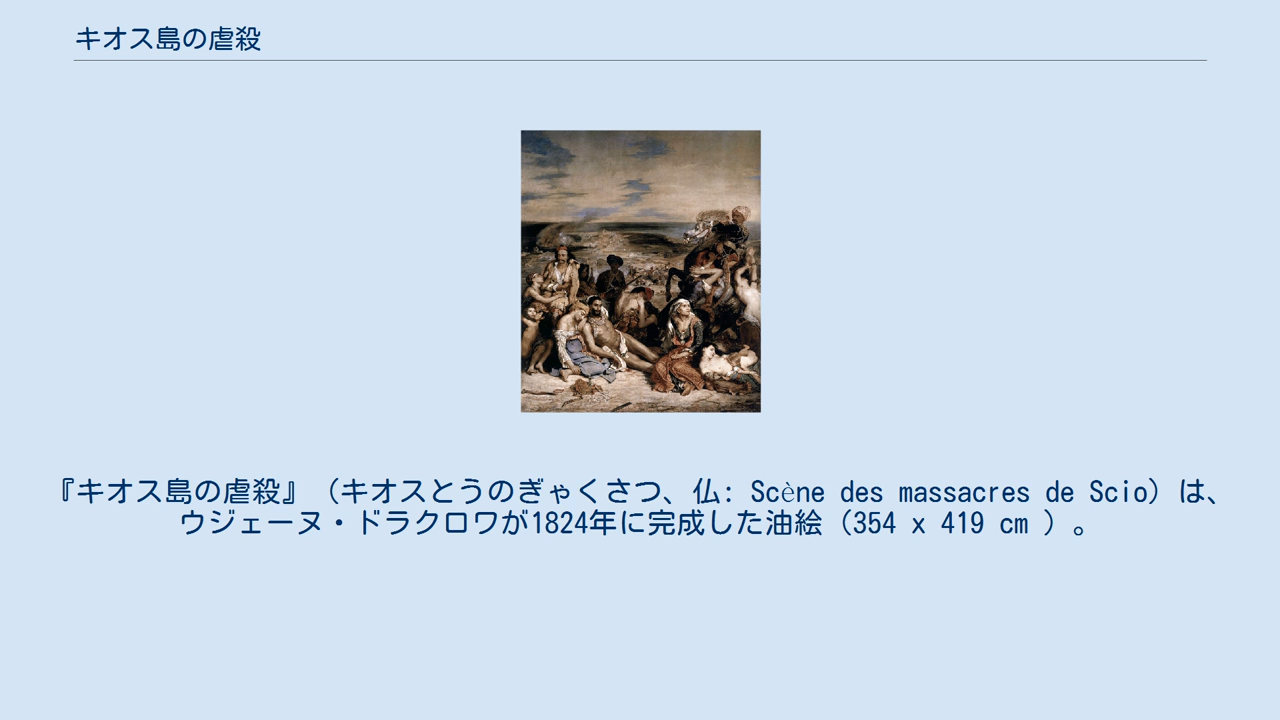 キオス島の虐殺
『キオス島の虐殺』（キオスとうのぎゃくさつ、仏: Scène des massacres de Scio）は、
ウジェーヌ・ドラクロワが1824年に完成した油絵（354 x 419 cm ）。